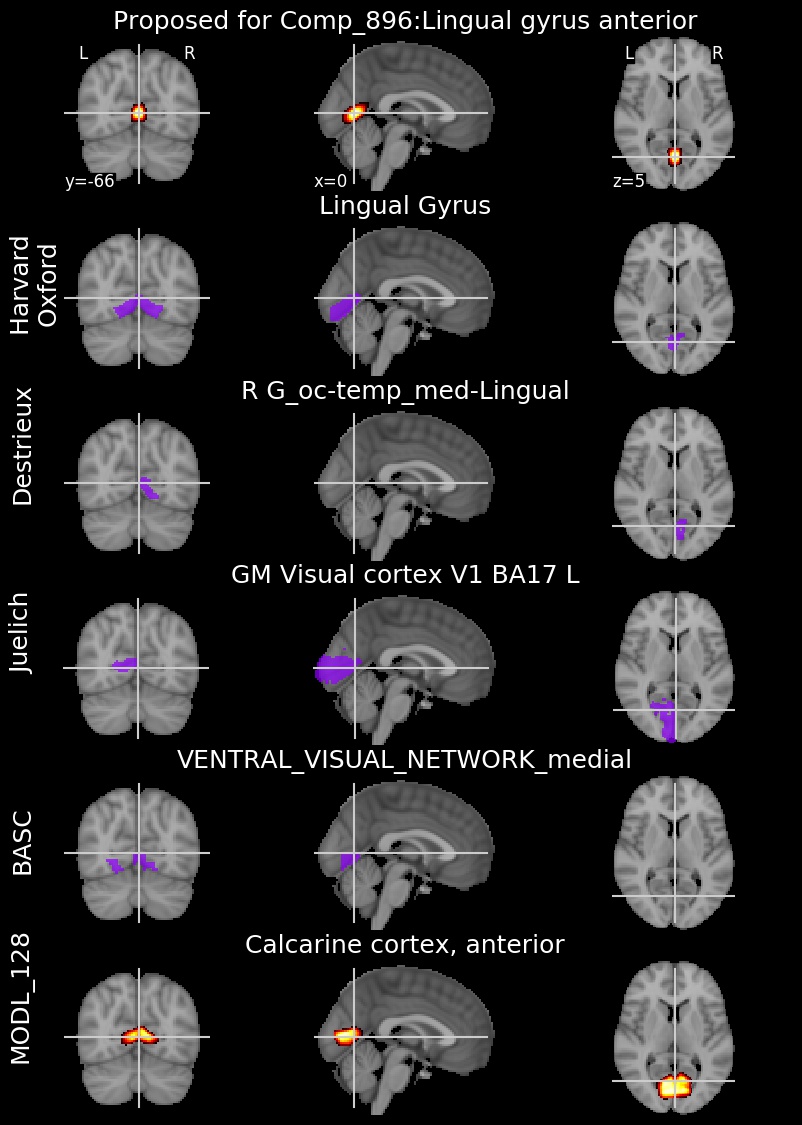 Proposed for Comp_896:Lingual gyrus anterior
L R
L R
y=-66
x=0
z=5
Lingual Gyrus
Harvard
Oxford
R G_oc-temp_med-Lingual
Destrieux
GM Visual cortex V1 BA17 L
Juelich
VENTRAL_VISUAL_NETWORK_medial
BASC
Calcarine cortex, anterior
MODL_128